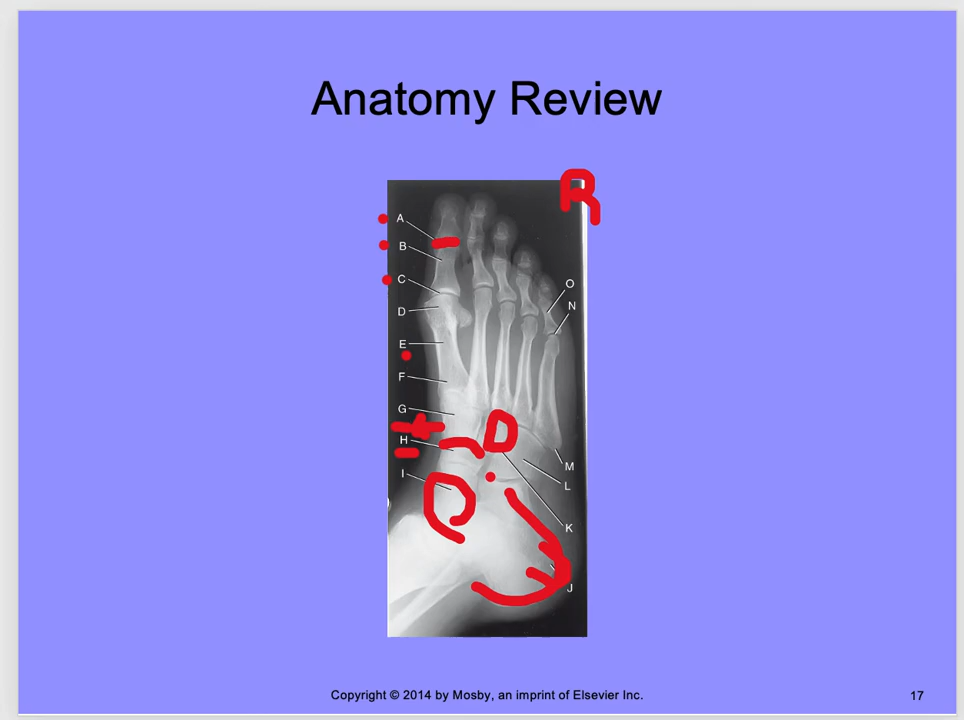 Anatomy Review
R
A
B
C
D
E
F
G
H
I
O
N
M
L
K
J
Copyright © 2014 by Mosby, an imprint of Elsevier Inc.
17